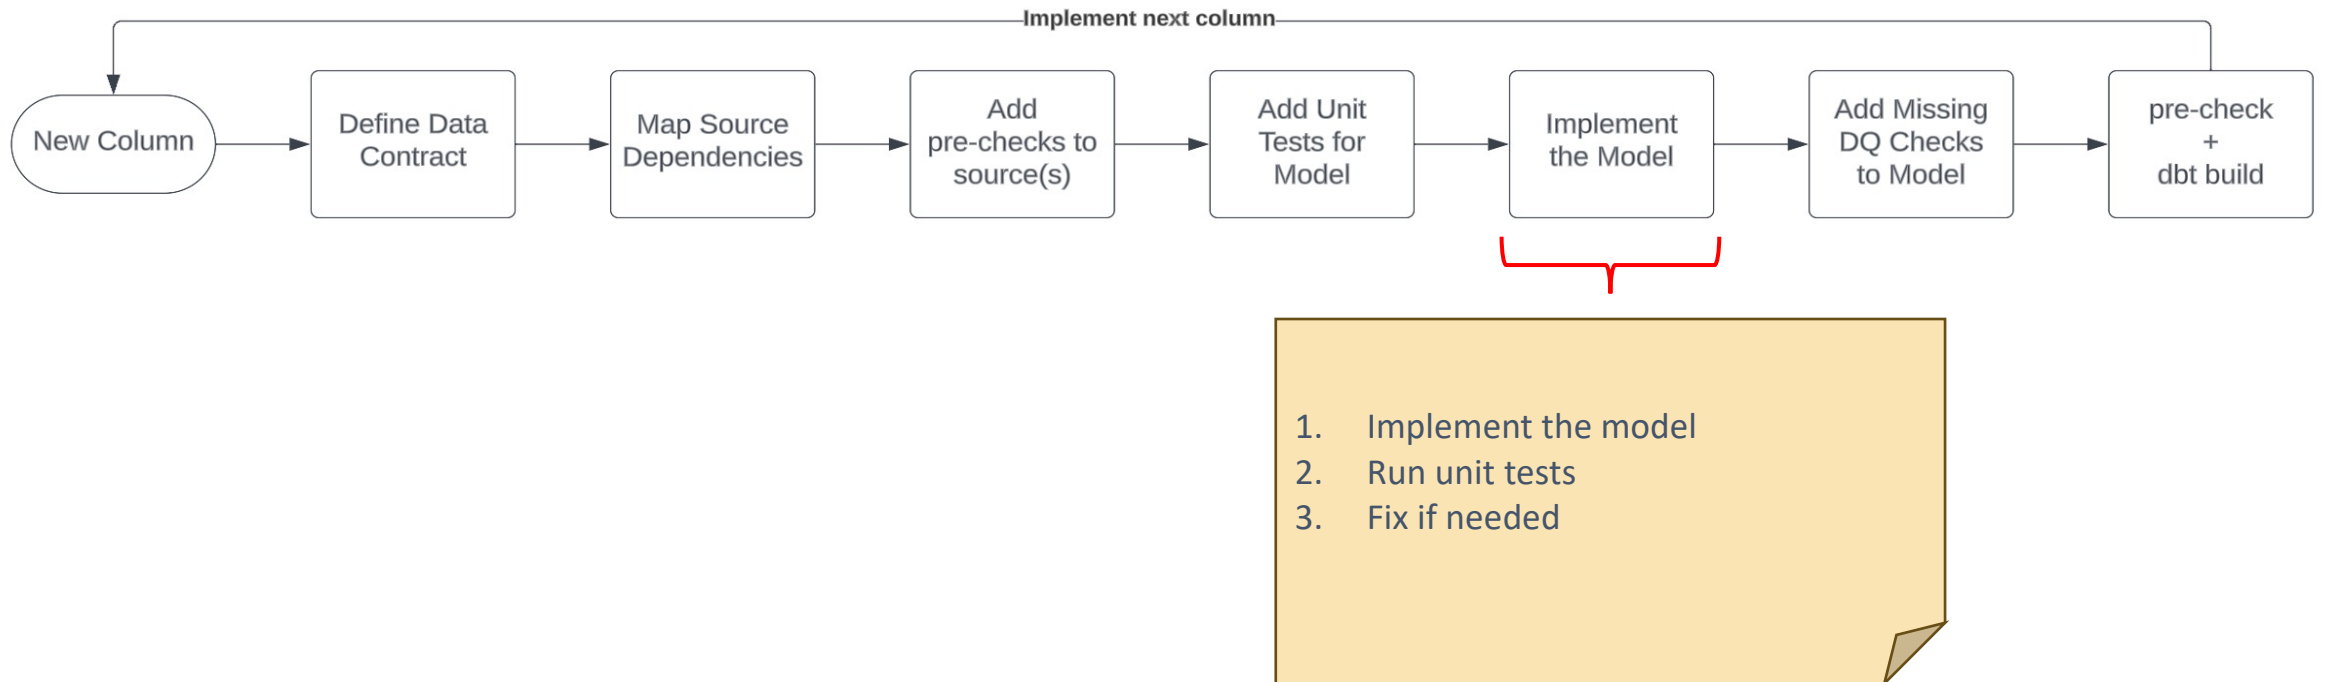 Implement next column
New Column
Define Data
Contract
Map Source
Dependencies
Add
pre-checks to
source(s)
Add Unit
Tests for
Model
Implement
the Model
Add Missing
DQ Checks
to Model
pre-check
+
dbt build
1. Implement the model
2. Run unit tests
3. Fix if needed